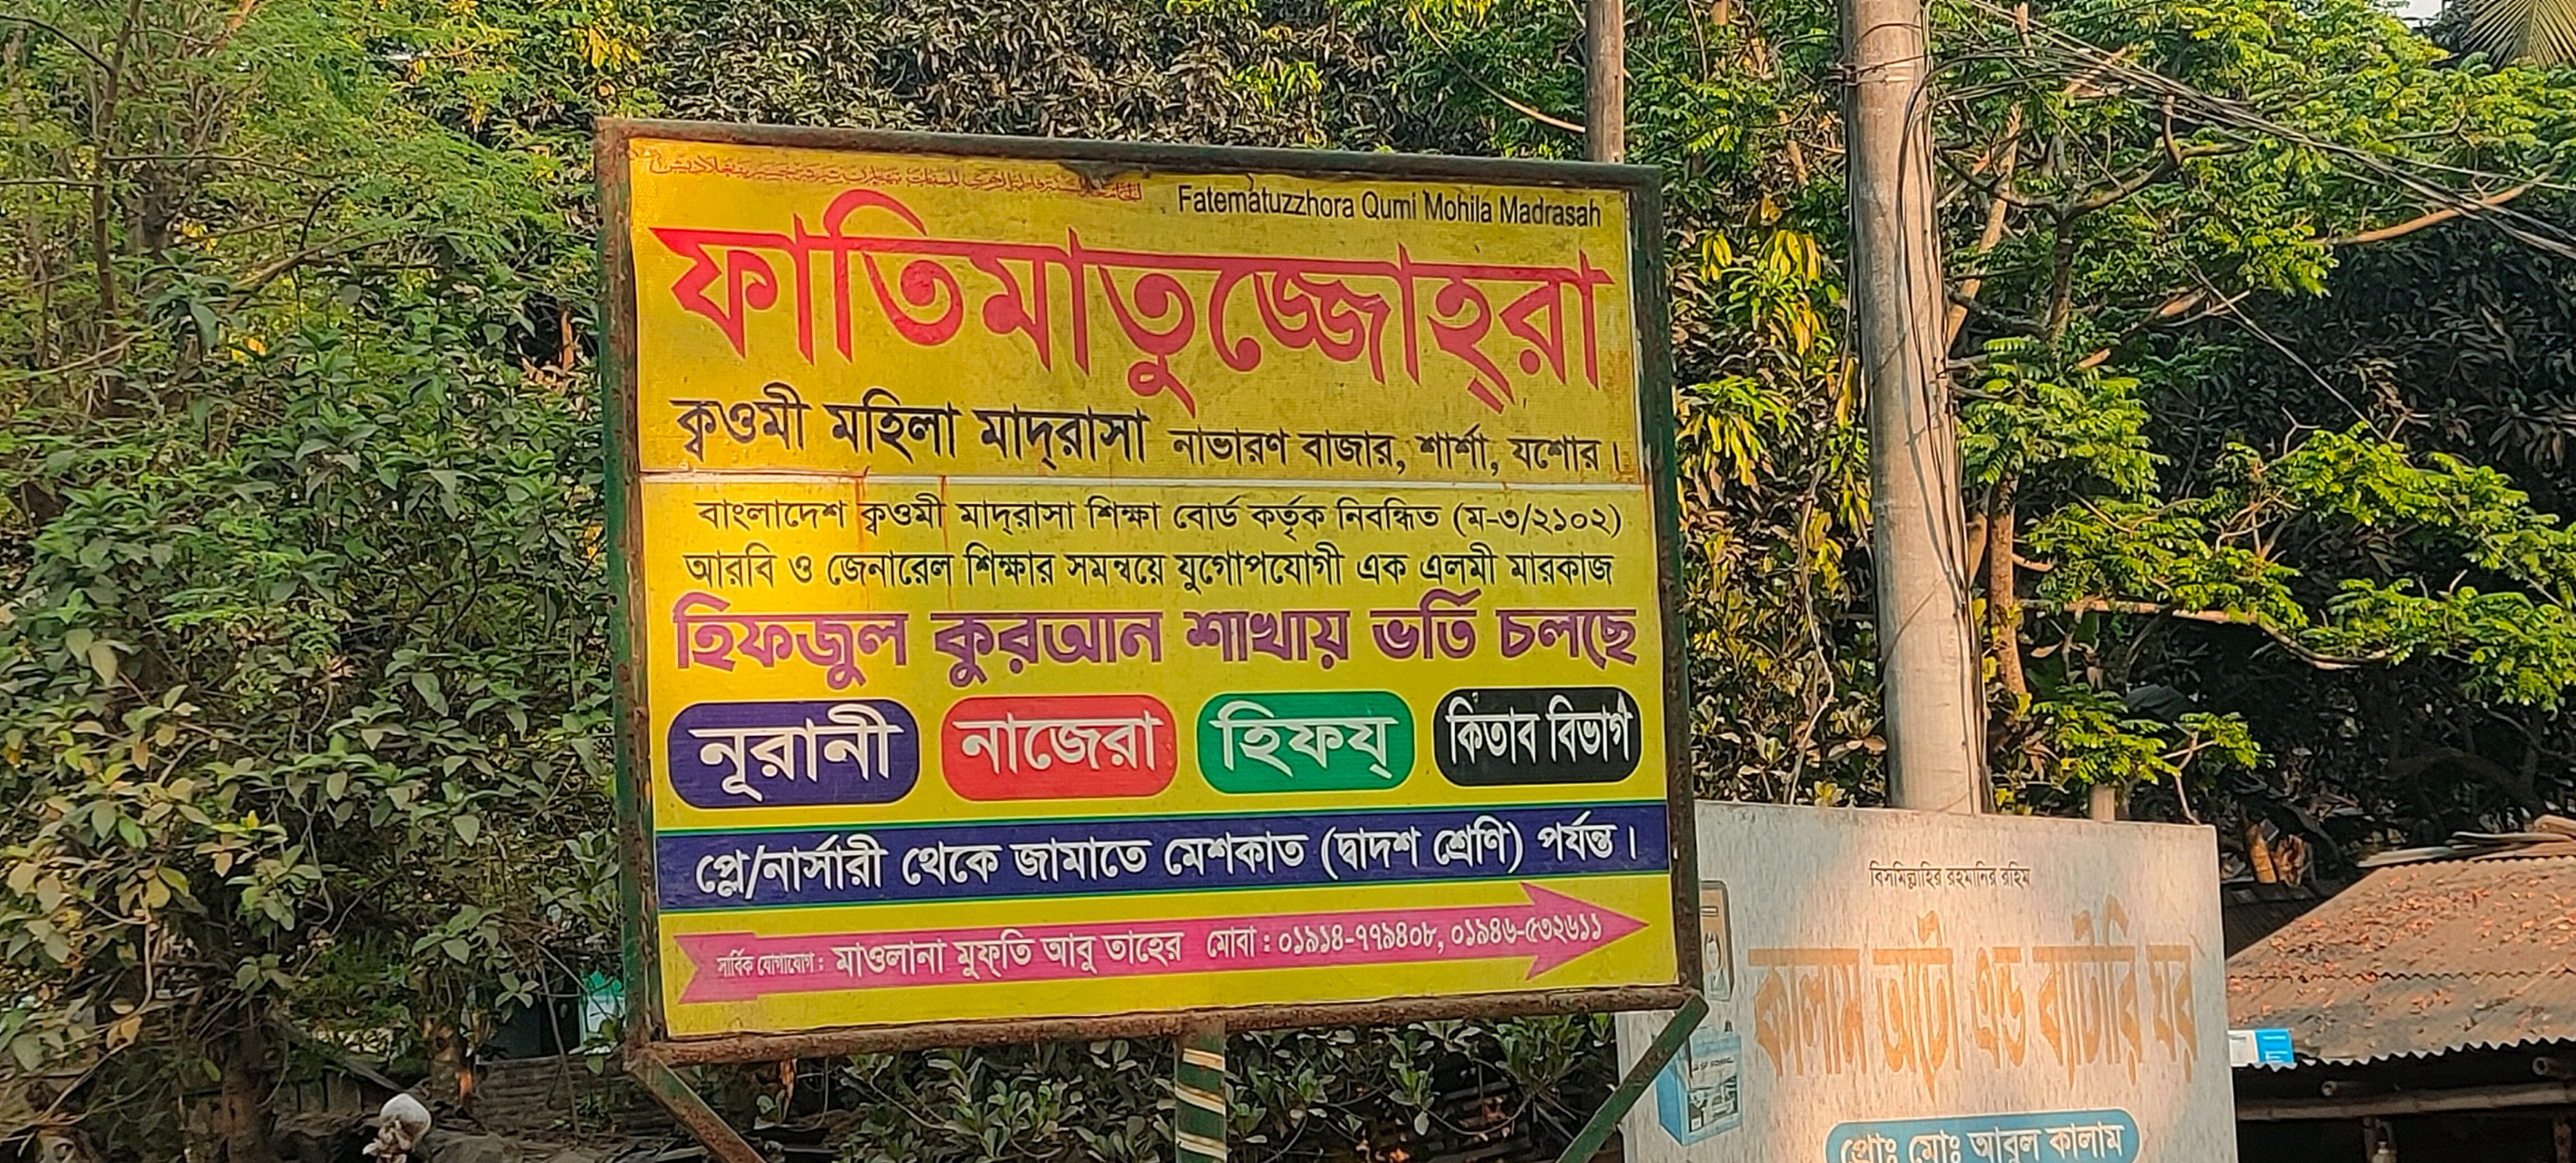 Fatematuzzhora Qumi Mohila Madrasah
ফাতিমাতুজ্জোহ্‌রা
ক্বওমী মহিলা মাদ্‌রাসা নাভারণ বাজার, শার্শা, যশোর।
বাংলাদেশ ক্বওমী মাদ্‌রাসা শিক্ষা বোর্ড কর্তৃক নিবন্ধিত (ম-৩/২১০২)
আরবি ও জেনারেল শিক্ষার সমন্বয়ে যুগোপযোগী এক এলমী মারকাজ
হিফজুল কুরআন শাখায় ভর্তি চলছে
নূরানী নাজেরা হিফয্ কিতাব বিভাগ
প্লে/নার্সারী থেকে জামাতে মেশকাত (দ্বাদশ শ্রেণি) পর্যন্ত।
সার্বিক যোগাযোগ: মাওলানা মুফ্‌তি আবু তাহের মোবা : ০১৯১৪-৭৭৯৪০৮, ০১৯৪৬-৫৩২৬১১
বিসমিল্লাহির রহমানির রহিম
কালাম অটো এন্ড ব্যাটারি ঘর
প্রোঃ মোঃ আবুল কালাম